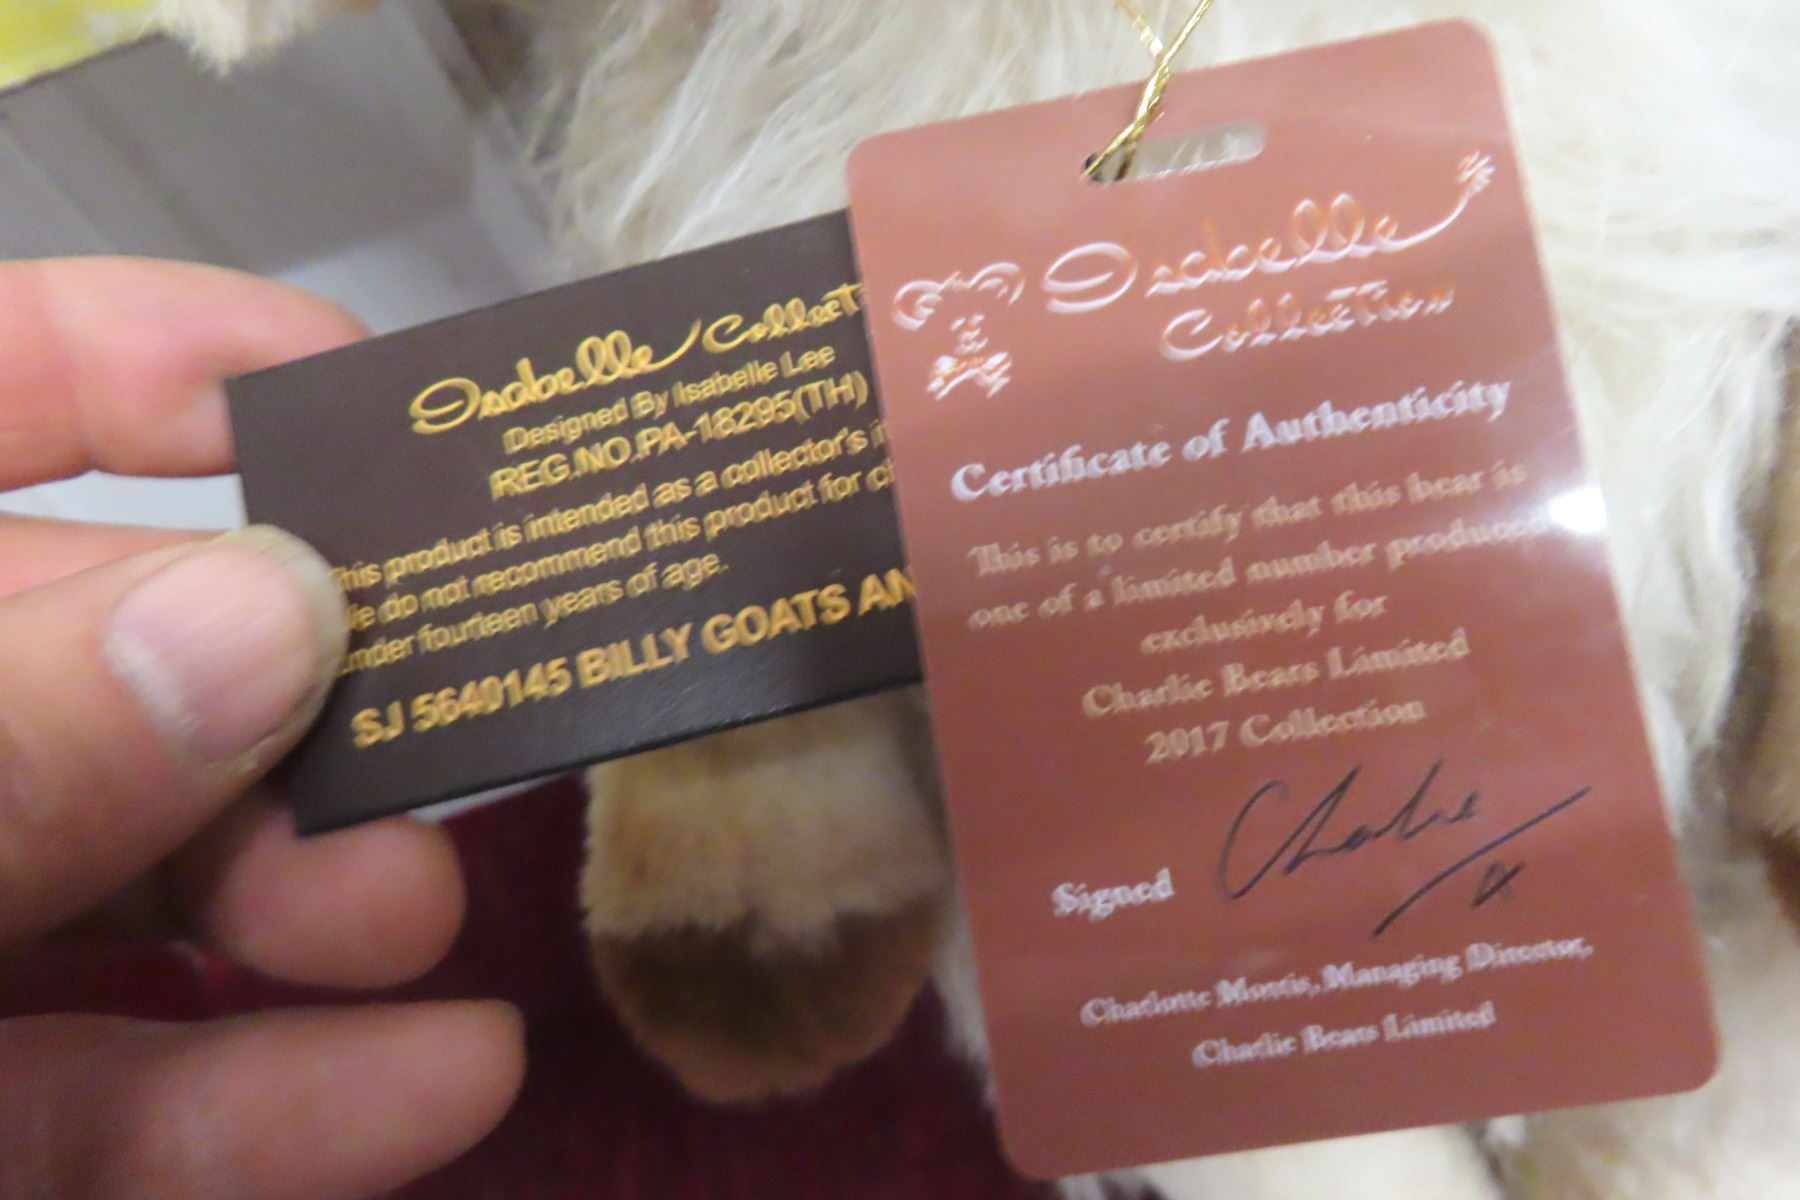 Isabelle Collect
Designed By Isabelle Lee
REG.NO.PA-18295(TH)
This product is intended as a collector's
We do not recommend this product for
under fourteen years of age.
SJ 5640145 BILLY GOATS AN
Isabelle
Collection
Certificate of Authenticity
This is to certify that this bear is
one of a limited number produced
exclusively for
Charlie Bears Limited
2017 Collection
Signed Charlie
Charlotte Morris, Managing Director,
Charlie Bears Limited